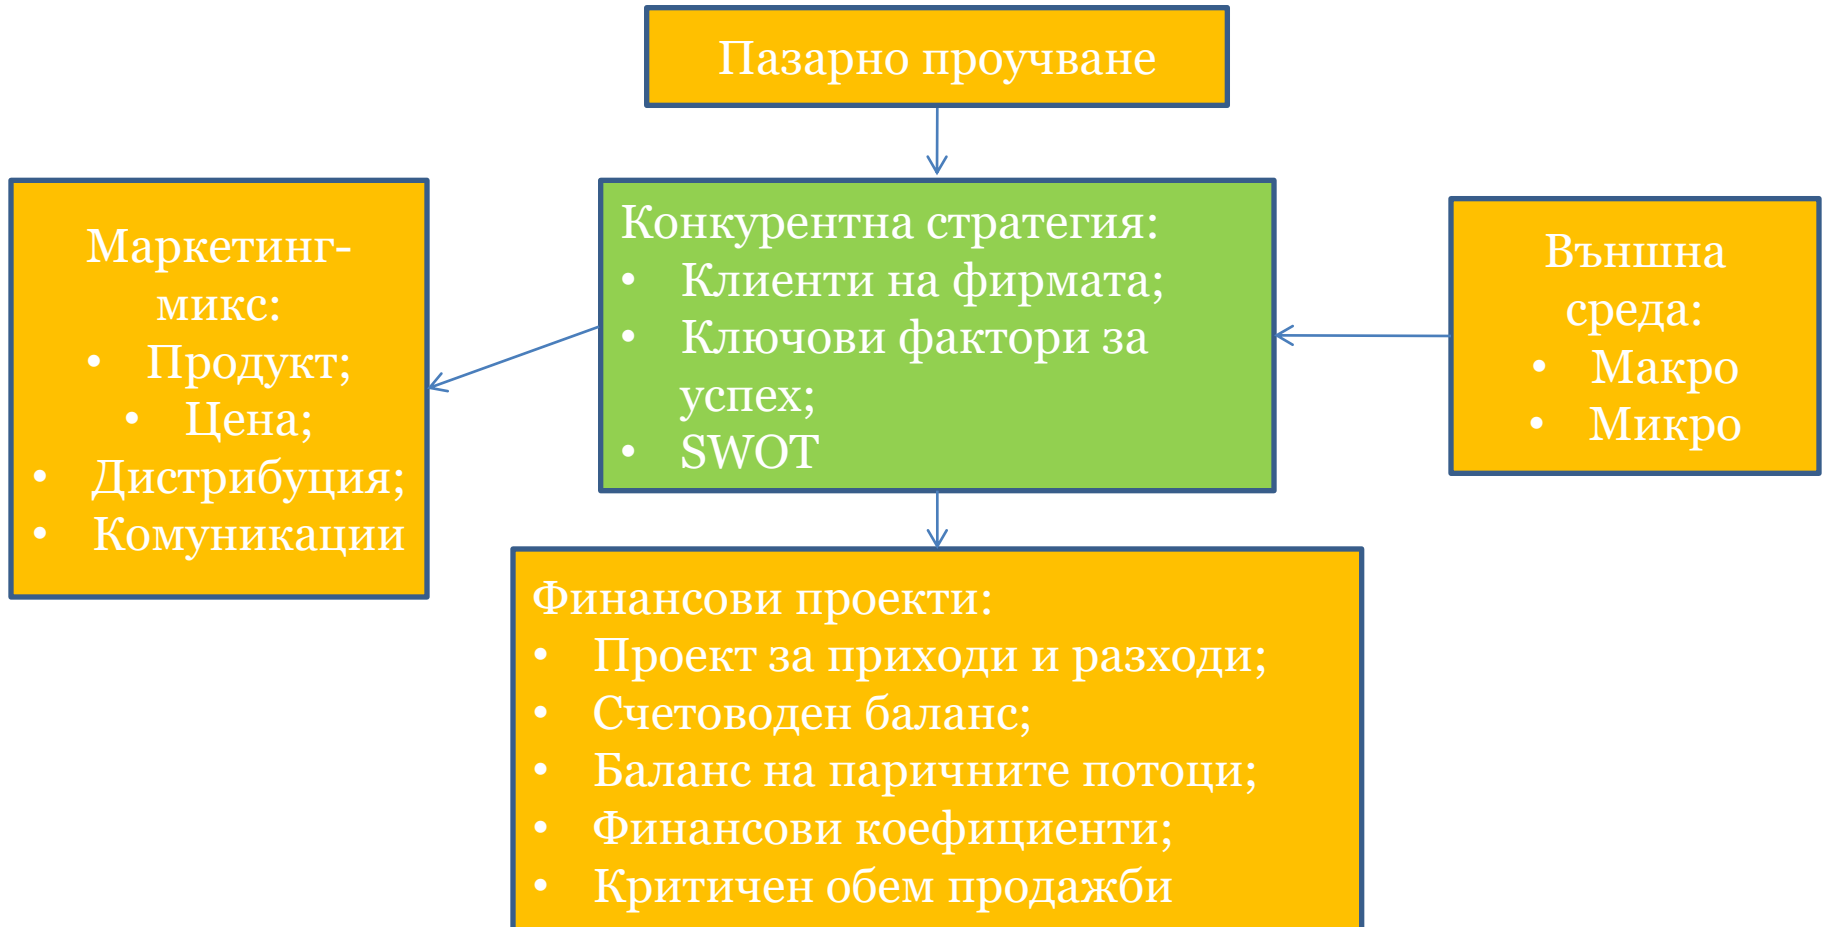 Пазарно проучване
Маркетинг-
микс:
• Продукт;
• Цена;
• Дистрибуция;
• Комуникации
Конкурентна стратегия:
• Клиенти на фирмата;
• Ключови фактори за
успех;
• SWOT
Външна
среда:
• Макро
• Микро
Финансови проекти:
• Проект за приходи и разходи;
• Счетоводен баланс;
• Баланс на паричните потоци;
• Финансови коефициенти;
• Критичен обем продажби